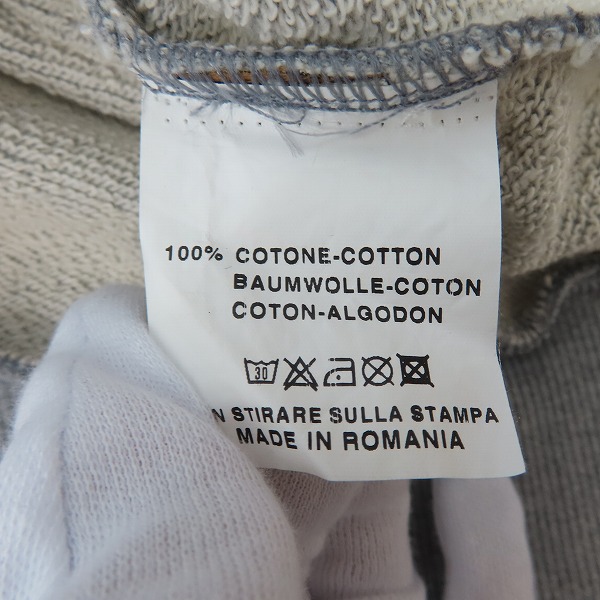 100% COTONE-COTTON
BAUMWOLLE-COTON
COTON-ALGODON
30
N STIRARE SULLA STAMPA
MADE IN ROMANIA